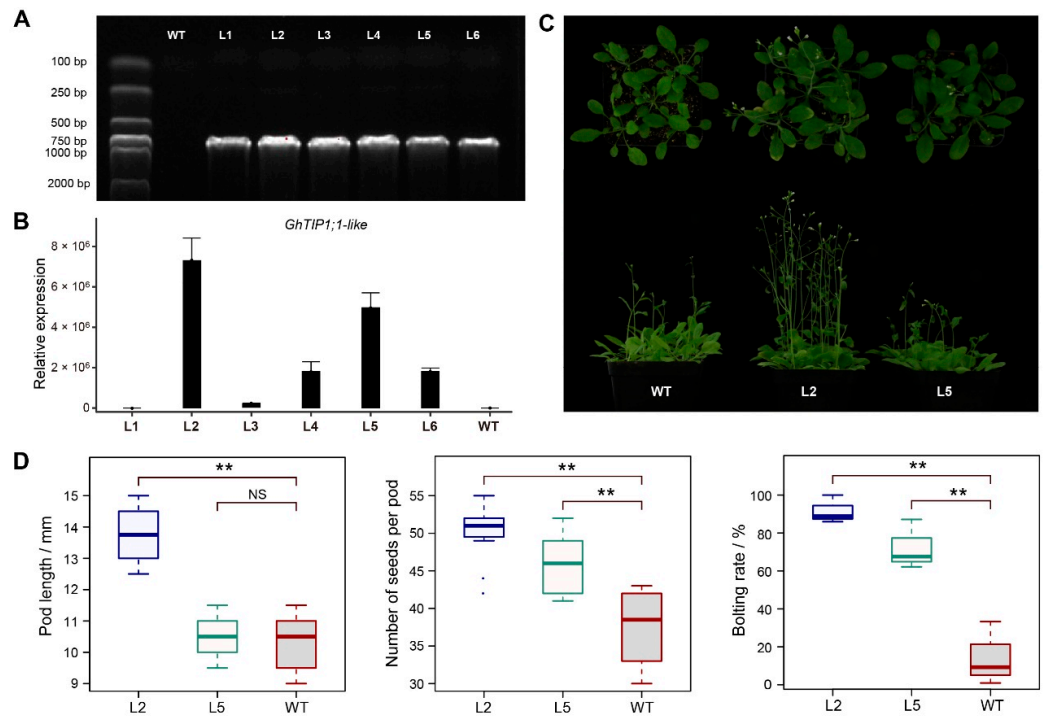 A
WT L1 L2 L3 L4 L5 L6
100 bp
250 bp
500 bp
750 bp
1000 bp
2000 bp
B
GhTIP1;1-like
Relative expression
8 × 10⁶
6 × 10⁶
4 × 10⁶
2 × 10⁶
0
L1 L2 L3 L4 L5 L6 WT
C
WT L2 L5
D
**
NS
Pod length / mm
15
14
13
12
11
10
9
L2 L5 WT
**
**
Number of seeds per pod
55
50
45
40
35
30
L2 L5 WT
**
**
Bolting rate / %
100
80
60
40
20
0
L2 L5 WT